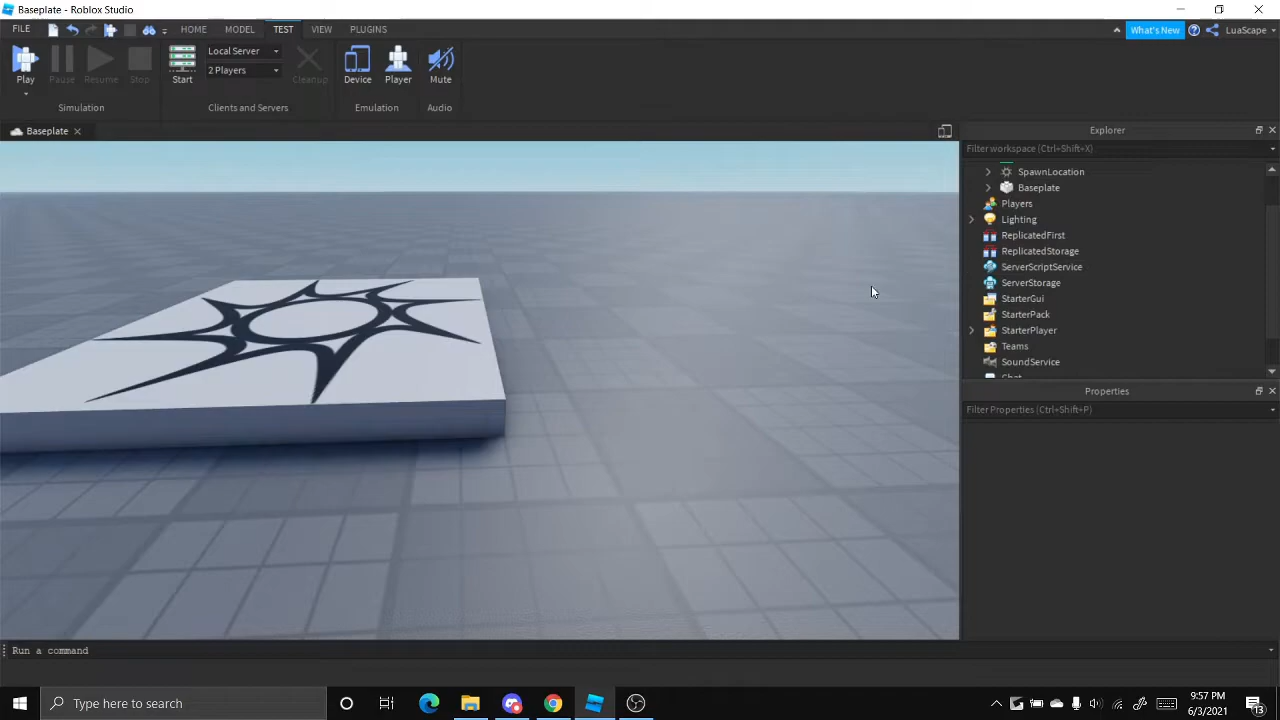 Baseplate - Roblox Studio
FILE HOME MODEL TEST VIEW PLUGINS What's New LuaScape
Play Pause Resume Stop Start Local Server 2 Players Cleanup Device Player Mute
Simulation Clients and Servers Emulation Audio
Baseplate
Explorer
Filter workspace (Ctrl+Shift+X)
SpawnLocation
Baseplate
Players
Lighting
ReplicatedFirst
ReplicatedStorage
ServerScriptService
ServerStorage
StarterGui
StarterPack
StarterPlayer
Teams
SoundService
Chat
Properties
Filter Properties (Ctrl+Shift+P)
Run a command
Type here to search
9:57 PM
6/3/2021
3